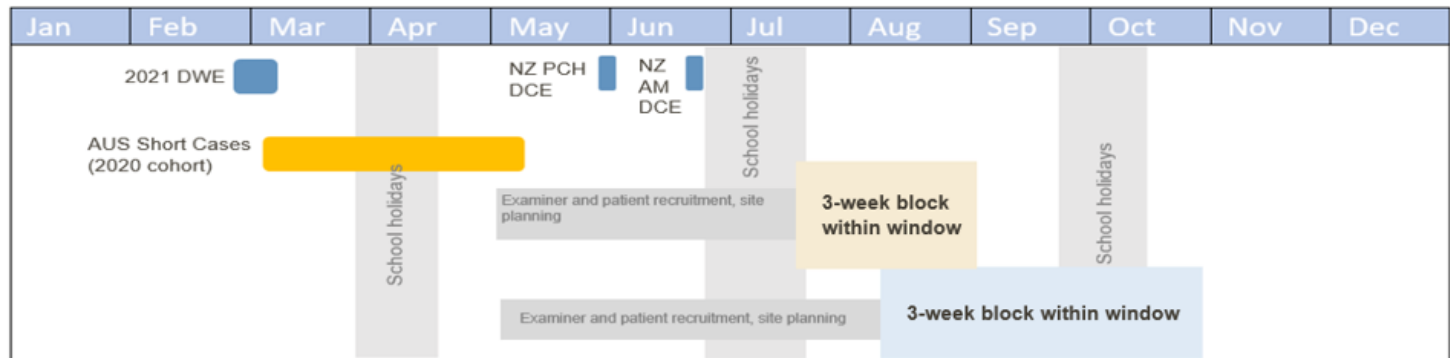 Jan Feb Mar Apr May Jun Jul Aug Sep Oct Nov Dec
2021 DWE
NZ PCH
DCE
NZ
AM
DCE
School holidays
AUS Short Cases
(2020 cohort)
School holidays
School holidays
Examiner and patient recruitment, site
planning
3-week block
within window
Examiner and patient recruitment, site planning
3-week block within window